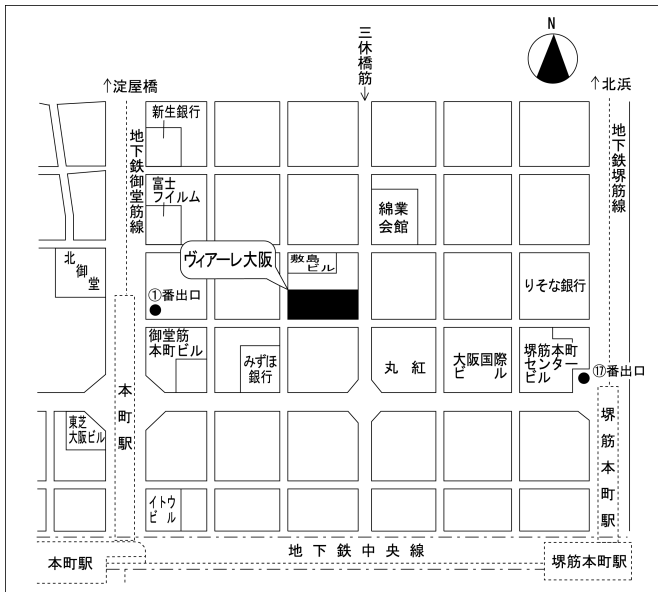 N
三休橋筋
↓
↑淀屋橋
↑北浜
新生銀行
地下鉄御堂筋線
地下鉄堺筋線
富士
フイルム
綿業
会館
ヴィアーレ大阪
敷島
ビル
北御堂
①番出口
りそな銀行
御堂筋
本町ビル
みずほ
銀行
丸紅
大阪国際
ビル
堺筋本町
センター
ビル
⑰番出口
本町駅
東芝
大阪ビル
堺筋本町駅
イトウ
ビル
地下鉄中央線
本町駅
堺筋本町駅